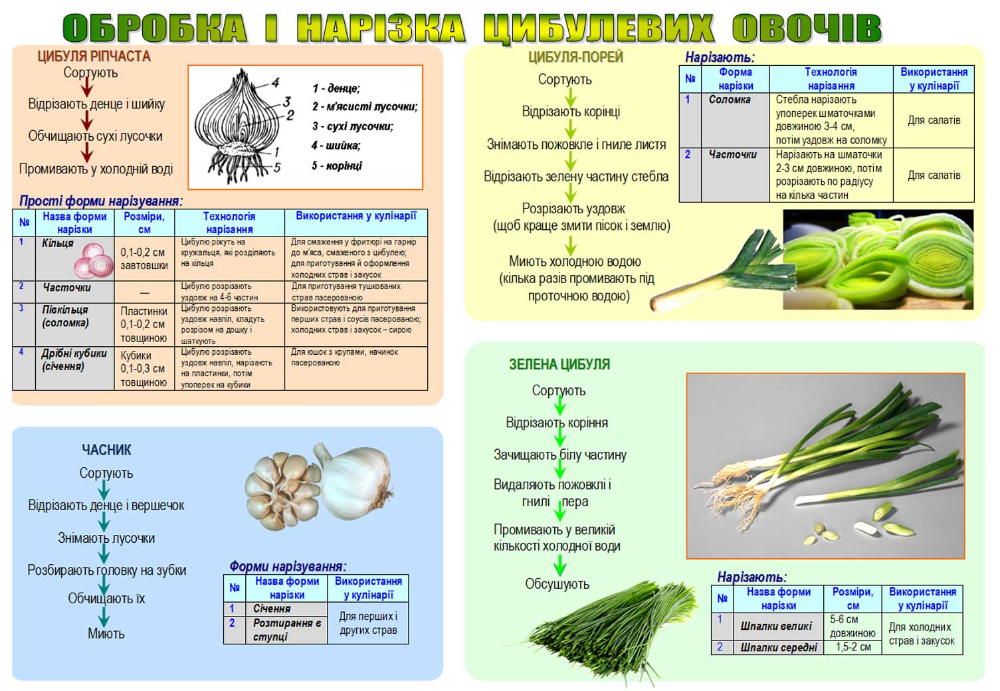 ОБРОБКА І НАРІЗКА ЦИБУЛЕВИХ ОВОЧІВ
ЦИБУЛЯ РІПЧАСТА
Сортують
Відрізають денце і шийку
Обчищають сухі лусочки
Промивають у холодній воді
4
3
2
1
5
1 - денце;
2 - м'ясисті лусочки;
3 - сухі лусочки;
4 - шийка;
5 - корінці
Прості форми нарізування:
№ Назва форми нарізки Розміри, см Технологія нарізання Використання у кулінарії
1 Кільця
0,1-0,2 см
завтовшки
Цибулю ріжуть на
кружальця, які розділяють
на кільця
Для смаження у фритюрі на гарнір
до м'яса, смаженого з цибулею;
для приготування й оформлення
холодних страв і закусок
2 Часточки
—
Цибулю розрізають
уздовж на 4-6 частин
Для приготування тушкованих
страв пасерованою
3 Півкільця
(соломка)
Пластинки
0,1-0,2 см
товщиною
Цибулю розрізають
уздовж навпіл, кладуть
розрізом на дошку і
шаткують
Використовують для приготування
перших страв і соусів пасерованою;
холодних страв і закусок – сирою
4 Дрібні кубики
(січення)
Кубики
0,1-0,3 см
товщиною
Цибулю розрізають
уздовж навпіл, нарізають
на пластинки, потім
упоперек на кубики
Для юшок з крупами, начинок
пасерованою
ЦИБУЛЯ-ПОРЕЙ
Сортують
Відрізають корінці
Знімають пожовкле і гниле листя
Відрізають зелену частину стебла
Розрізають уздовж
(щоб краще змити пісок і землю)
Миють холодною водою
(кілька разів промивають під
проточною водою)
Нарізають:
№ Форма нарізки Технологія нарізання Використання у кулінарії
1 Соломка
Стебла нарізають
упоперек шматочками
довжиною 3-4 см,
потім уздовж на соломку
Для салатів
2 Часточки
Нарізають на шматочки
2-3 см довжиною, потім
розрізають по радіусу
на кілька частин
Для салатів
ЧАСНИК
Сортують
Відрізають денце і вершечок
Знімають лусочки
Розбирають головку на зубки
Обчищають їх
Миють
Форми нарізування:
№ Назва форми нарізки Використання у кулінарії
1 Січення
2 Розтирання в
ступці
Для перших і
других страв
ЗЕЛЕНА ЦИБУЛЯ
Сортують
Відрізають коріння
Зачищають білу частину
Видаляють пожовклі і
гнилі пера
Промивають у великій
кількості холодної води
Обсушують
Нарізають:
№ Назва форми нарізки Розміри, см Використання у кулінарії
1 Шпалки великі
5-6 см
довжиною
Для холодних
страв і закусок
2 Шпалки середні 1,5-2 см